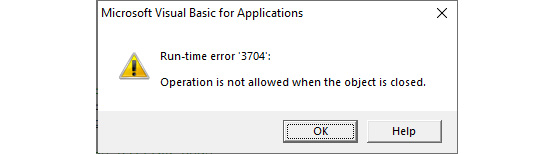 Microsoft Visual Basic for Applications
Run-time error '3704':
Operation is not allowed when the object is closed.
OK
Help